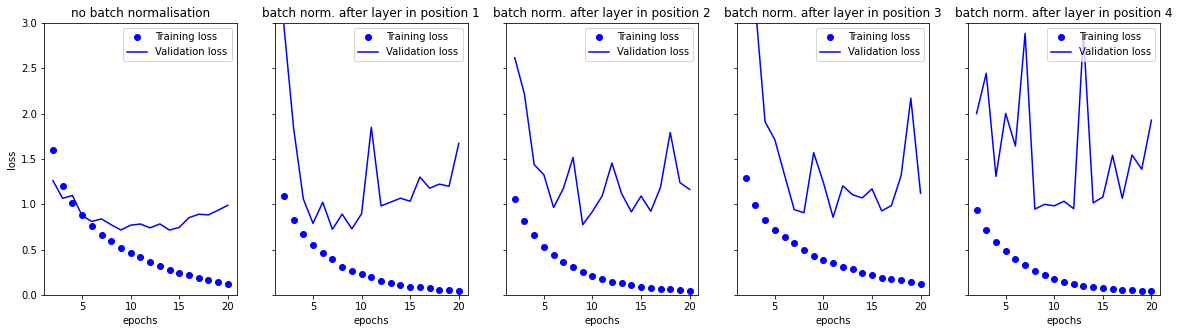 no batch normalisation
batch norm. after layer in position 1
batch norm. after layer in position 2
batch norm. after layer in position 3
batch norm. after layer in position 4
Training loss
Validation loss
Training loss
Validation loss
Training loss
Validation loss
Training loss
Validation loss
Training loss
Validation loss
3.0
2.5
2.0
1.5
1.0
0.5
0.0
loss
5 10 15 20
5 10 15 20
5 10 15 20
5 10 15 20
5 10 15 20
epochs
epochs
epochs
epochs
epochs